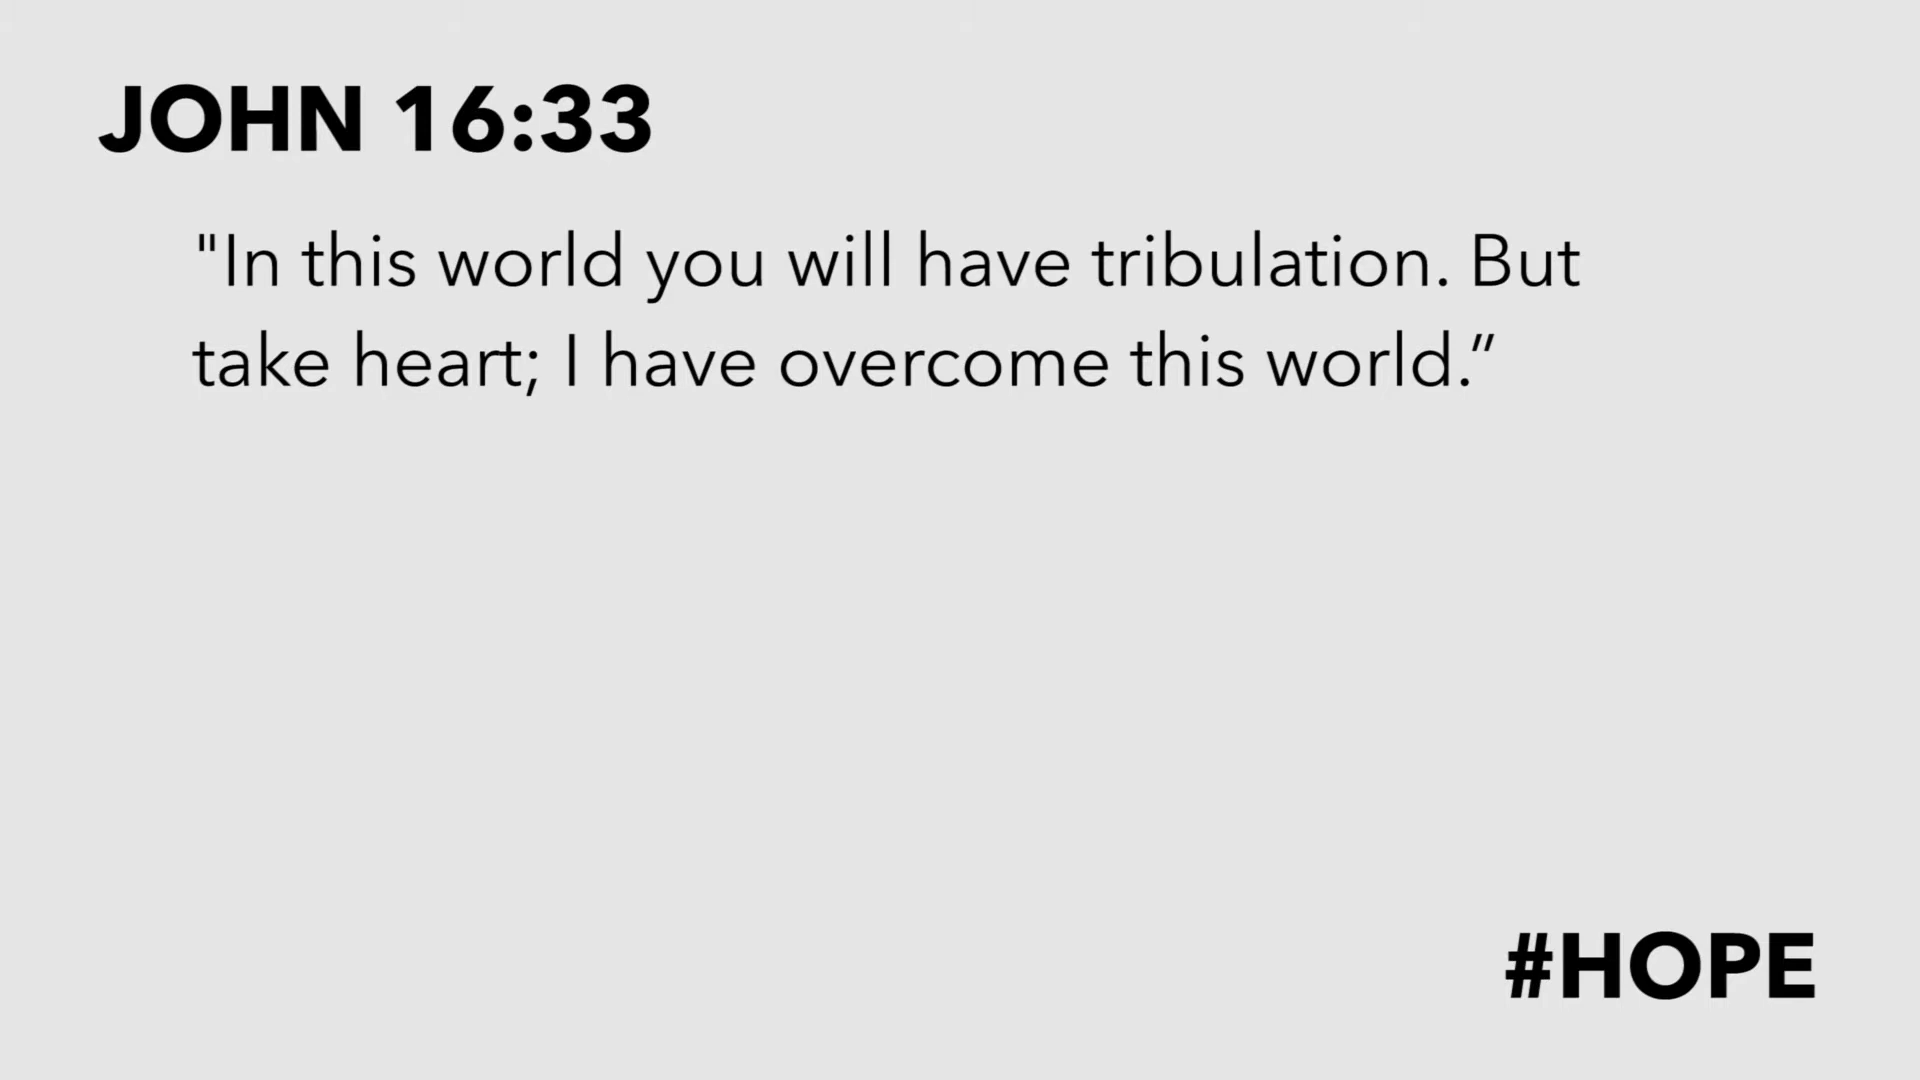 JOHN 16:33
"In this world you will have tribulation. But
take heart; I have overcome this world.”
#HOPE